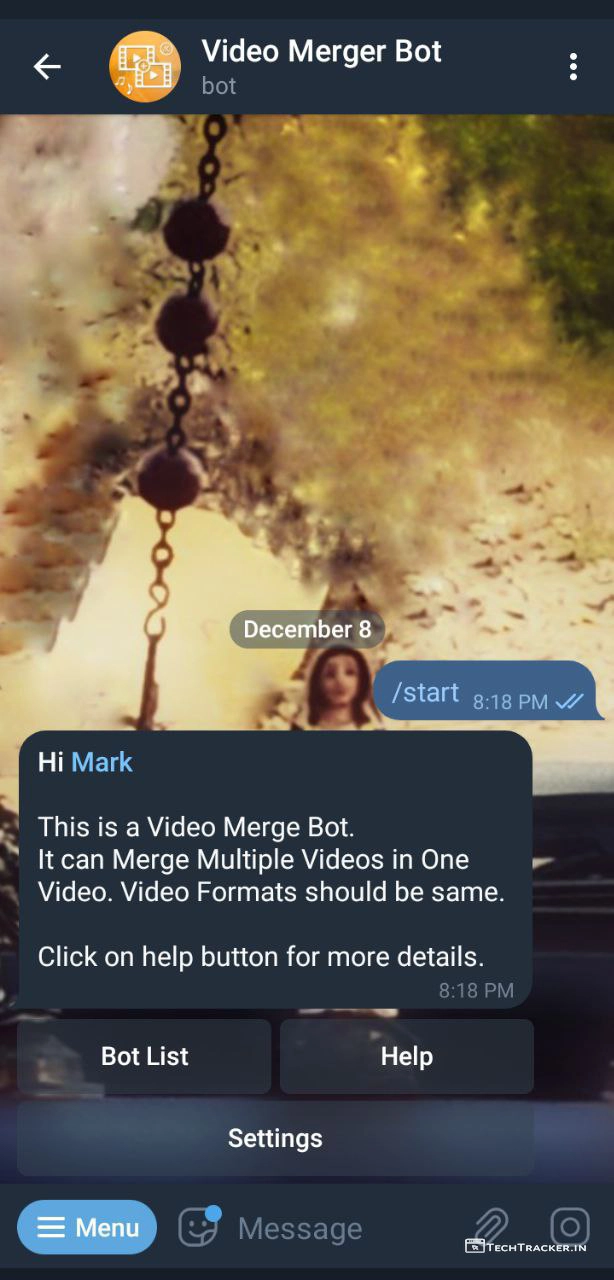 Video Merger Bot
bot
December 8
/start 8:18 PM
Hi Mark
This is a Video Merge Bot.
It can Merge Multiple Videos in One
Video. Video Formats should be same.
Click on help button for more details.
8:18 PM
Bot List Help
Settings
Menu Message
TECHTRACKER.IN